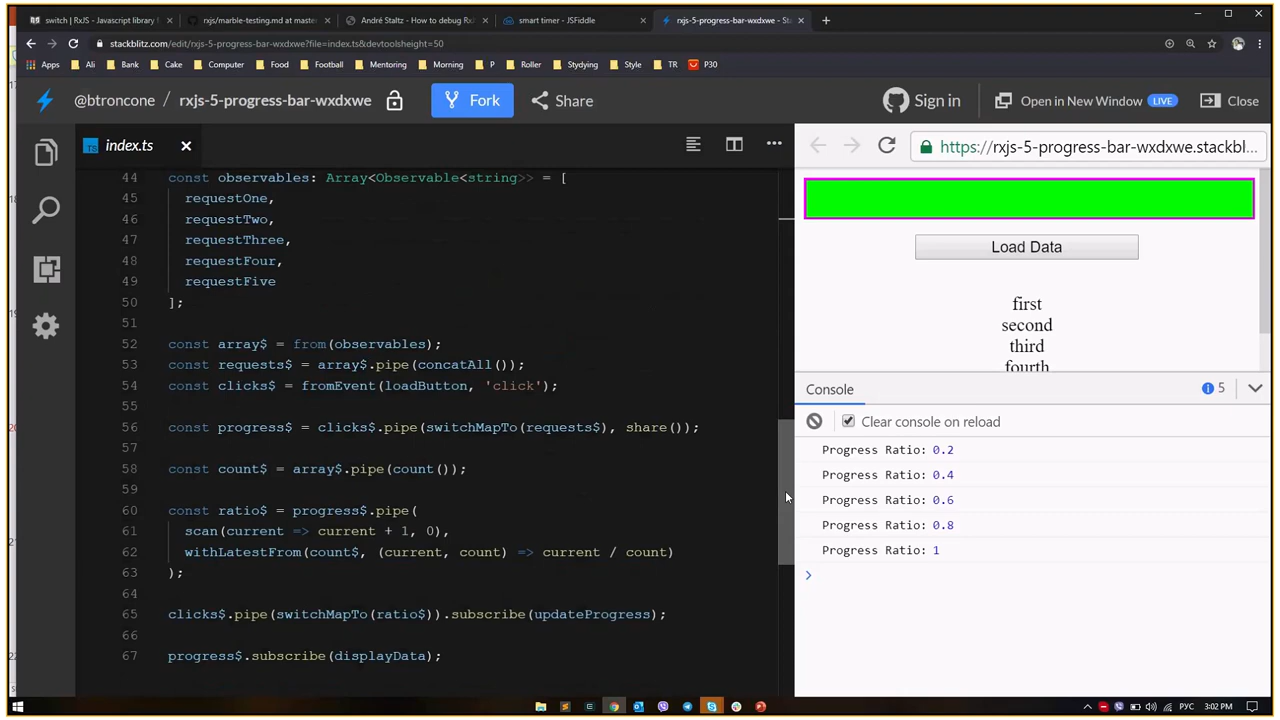 switch | RxJS - Javascript library f
rxjs/marble-testing.md at master
André Staltz - How to debug RxJ
smart timer - JSFiddle
rxjs-5-progress-bar-wxdxwe - Sta
stackblitz.com/edit/rxjs-5-progress-bar-wxdxwe?file=index.ts&devtoolsheight=50
Apps Ali Bank Cake Computer Food Football Mentoring Morning P Roller Studying Style TR P30
@btroncone / rxjs-5-progress-bar-wxdxwe Fork Share Sign in Open in New Window LIVE Close
index.ts
https://rxjs-5-progress-bar-wxdxwe.stackbl...
44 const observables: Array<Observable<string>> = [
45 requestOne,
46 requestTwo,
47 requestThree,
48 requestFour,
49 requestFive
50 ];
51
52 const array$ = from(observables);
53 const requests$ = array$.pipe(concatAll());
54 const clicks$ = fromEvent(loadButton, 'click');
55
56 const progress$ = clicks$.pipe(switchMapTo(requests$), share());
57
58 const count$ = array$.pipe(count());
59
60 const ratio$ = progress$.pipe(
61 scan(current => current + 1, 0),
62 withLatestFrom(count$, (current, count) => current / count)
63 );
64
65 clicks$.pipe(switchMapTo(ratio$)).subscribe(updateProgress);
66
67 progress$.subscribe(displayData);
Load Data
first
second
third
fourth
Console 5
Clear console on reload
Progress Ratio: 0.2
Progress Ratio: 0.4
Progress Ratio: 0.6
Progress Ratio: 0.8
Progress Ratio: 1
РУС 3:02 PM